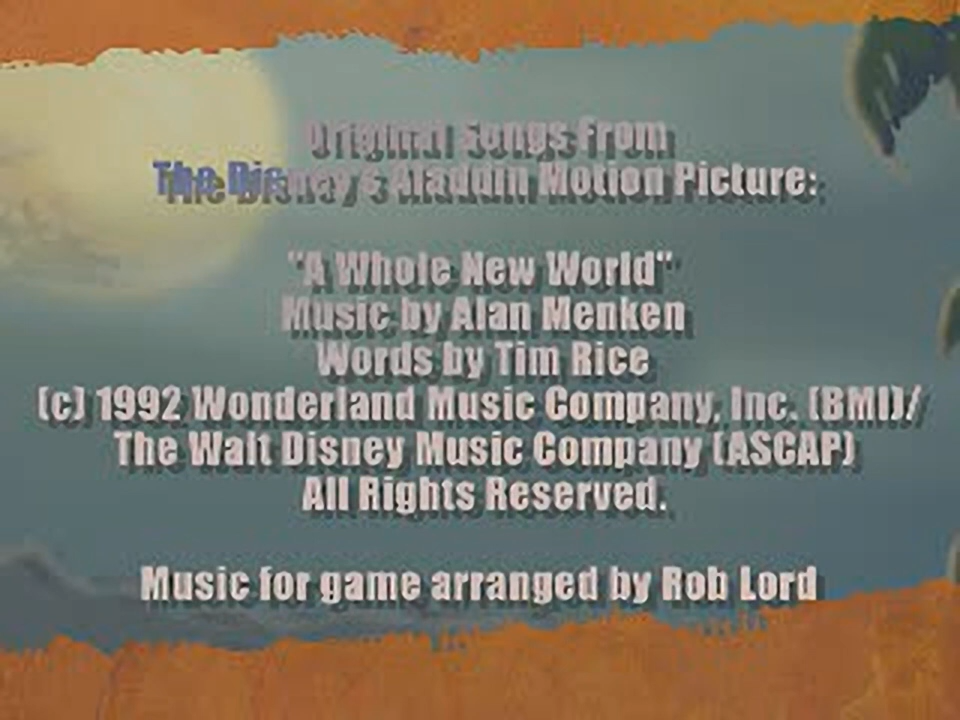 Original Songs From
The Disney's Aladdin Motion Picture:
"A Whole New World"
Music by Alan Menken
Words by Tim Rice
(c) 1992 Wonderland Music Company, Inc. (BMI)/
The Walt Disney Music Company (ASCAP)
All Rights Reserved.
Music for game arranged by Rob Lord